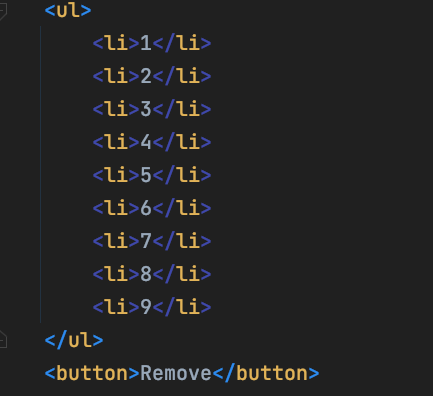 <ul>
<li>1</li>
<li>2</li>
<li>3</li>
<li>4</li>
<li>5</li>
<li>6</li>
<li>7</li>
<li>8</li>
<li>9</li>
</ul>
<button>Remove</button>